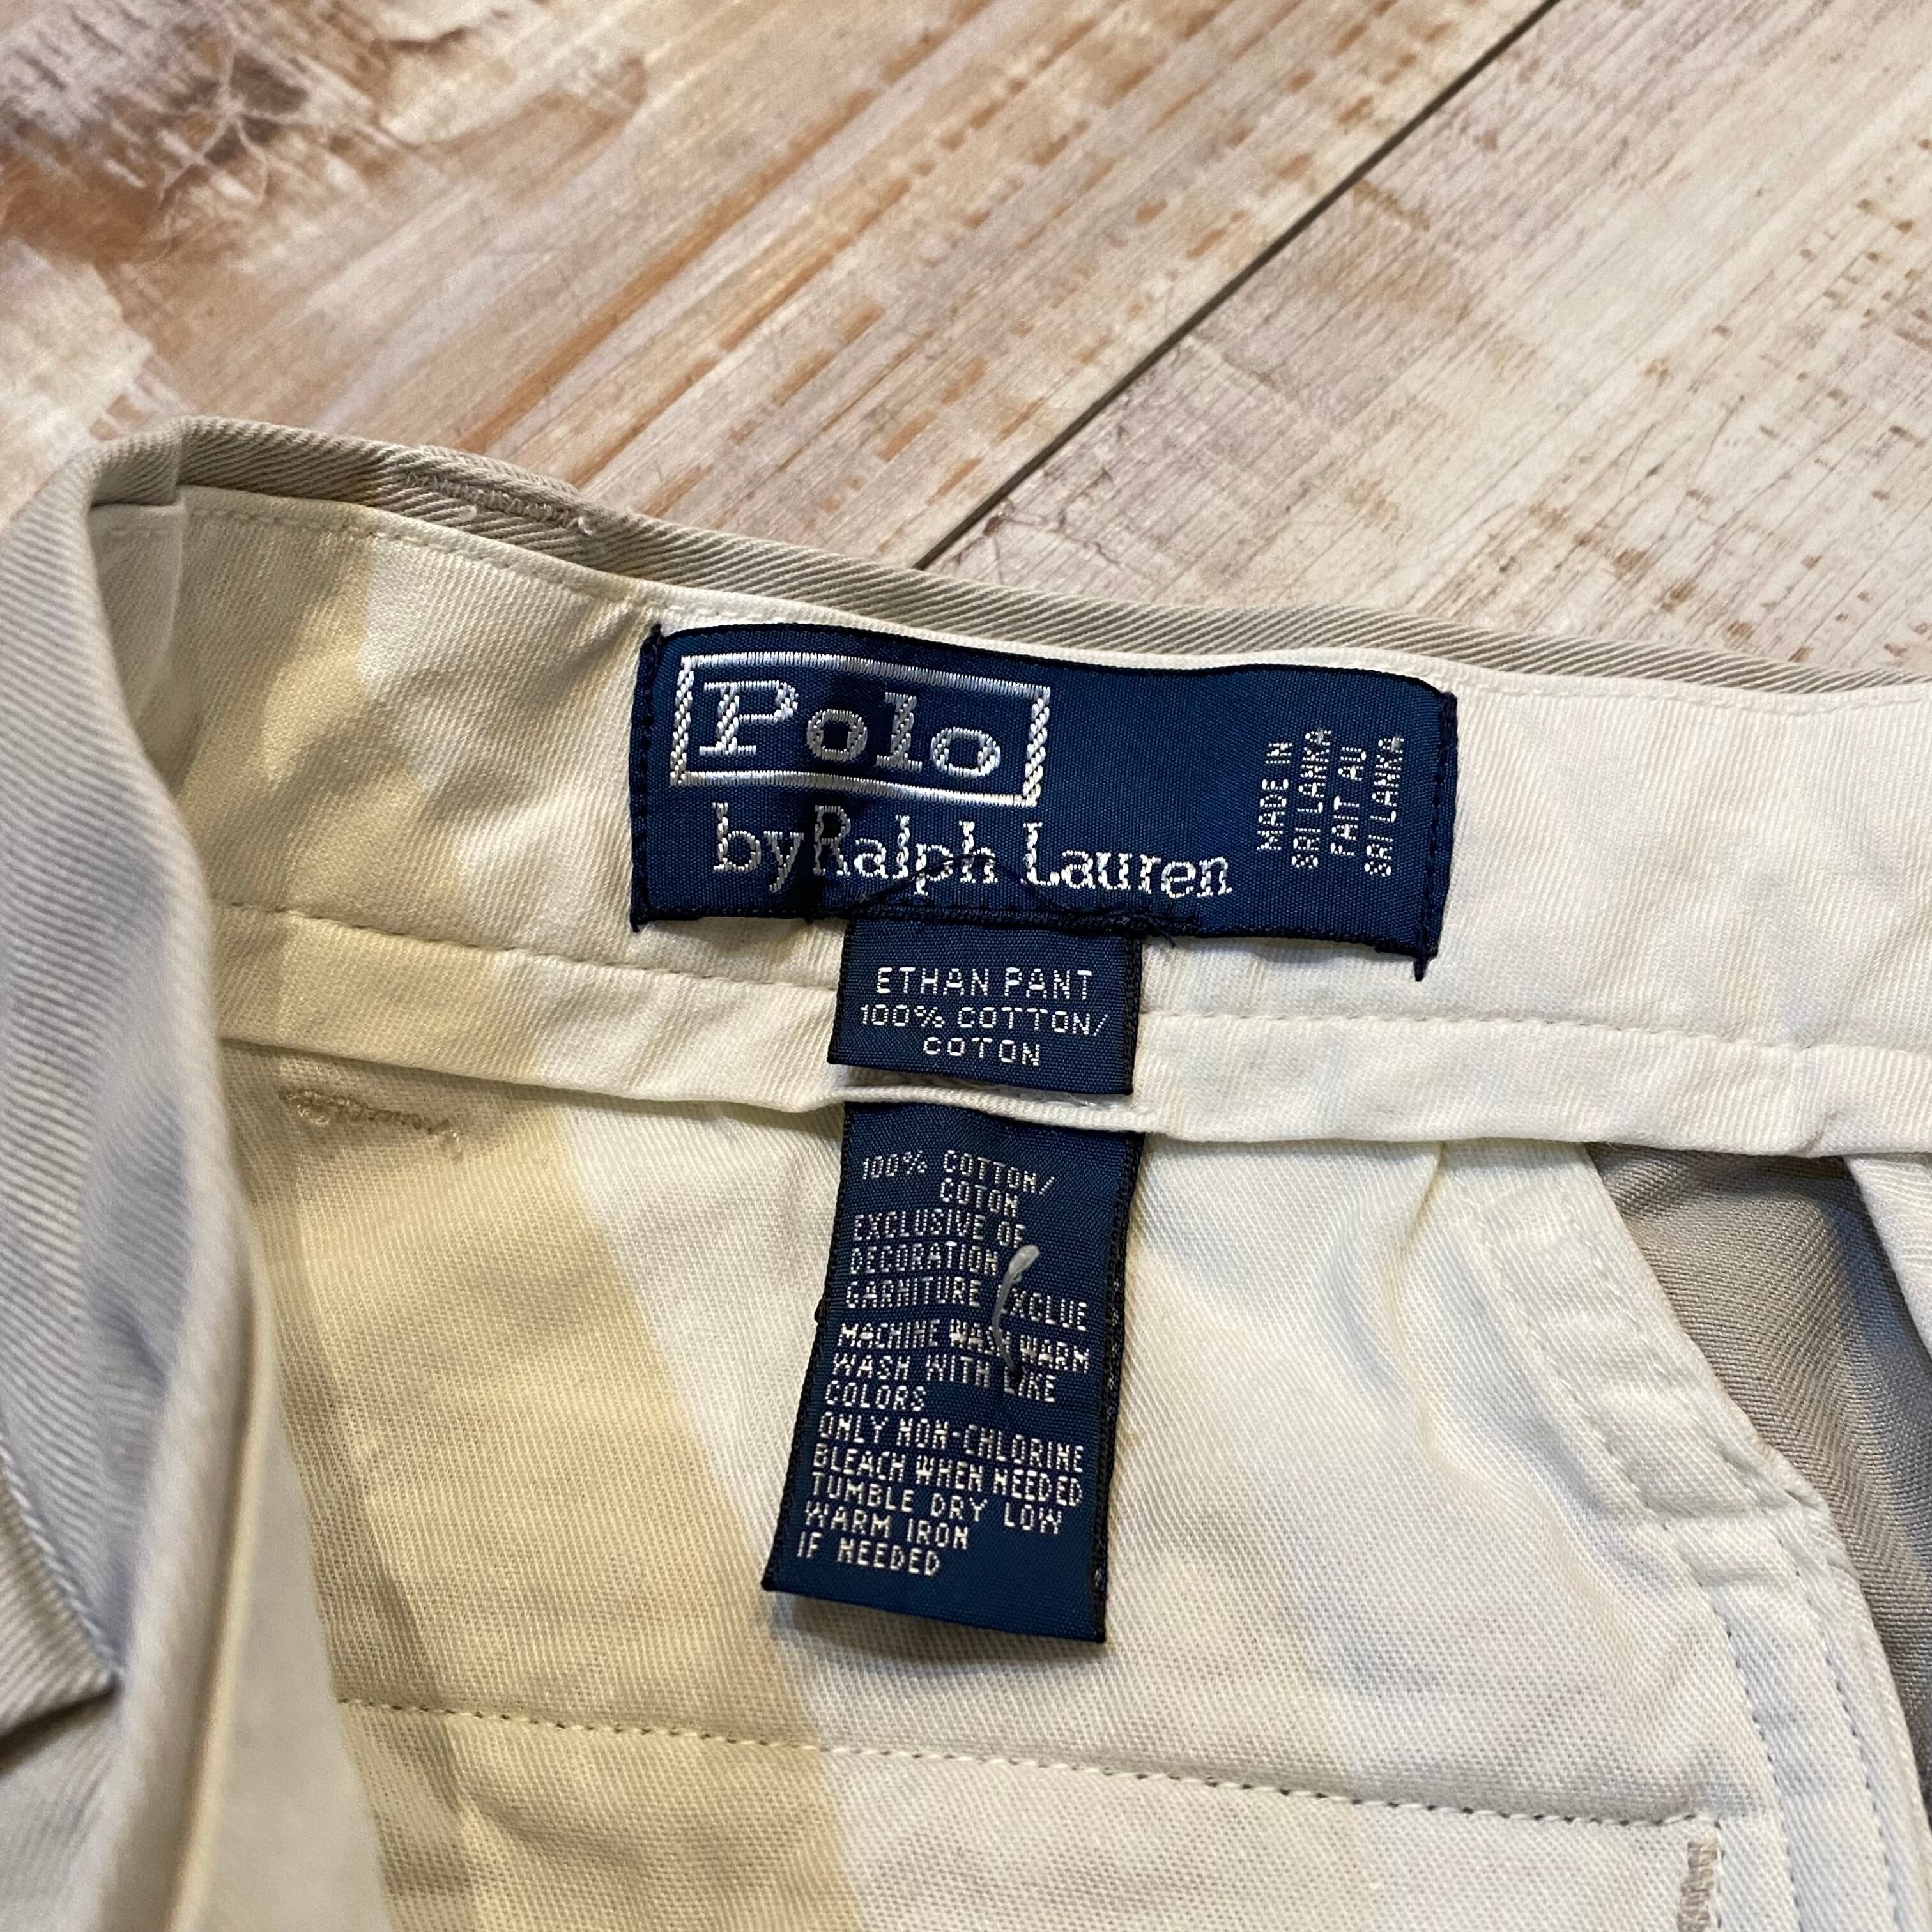 Polo
by Ralph Lauren
MADE IN
SRI LANKA
FAIT AU
SRI LANKA
ETHAN PANT
100% COTTON/
COTON
100% COTTON/
COTON
EXCLUSIVE OF
DECORATION
GARNITURE EXCLUE
MACHINE WASH WARM
WASH WITH LIKE
COLORS
ONLY NON-CHLORINE
BLEACH WHEN NEEDED
TUMBLE DRY LOW
WARM IRON
IF NEEDED